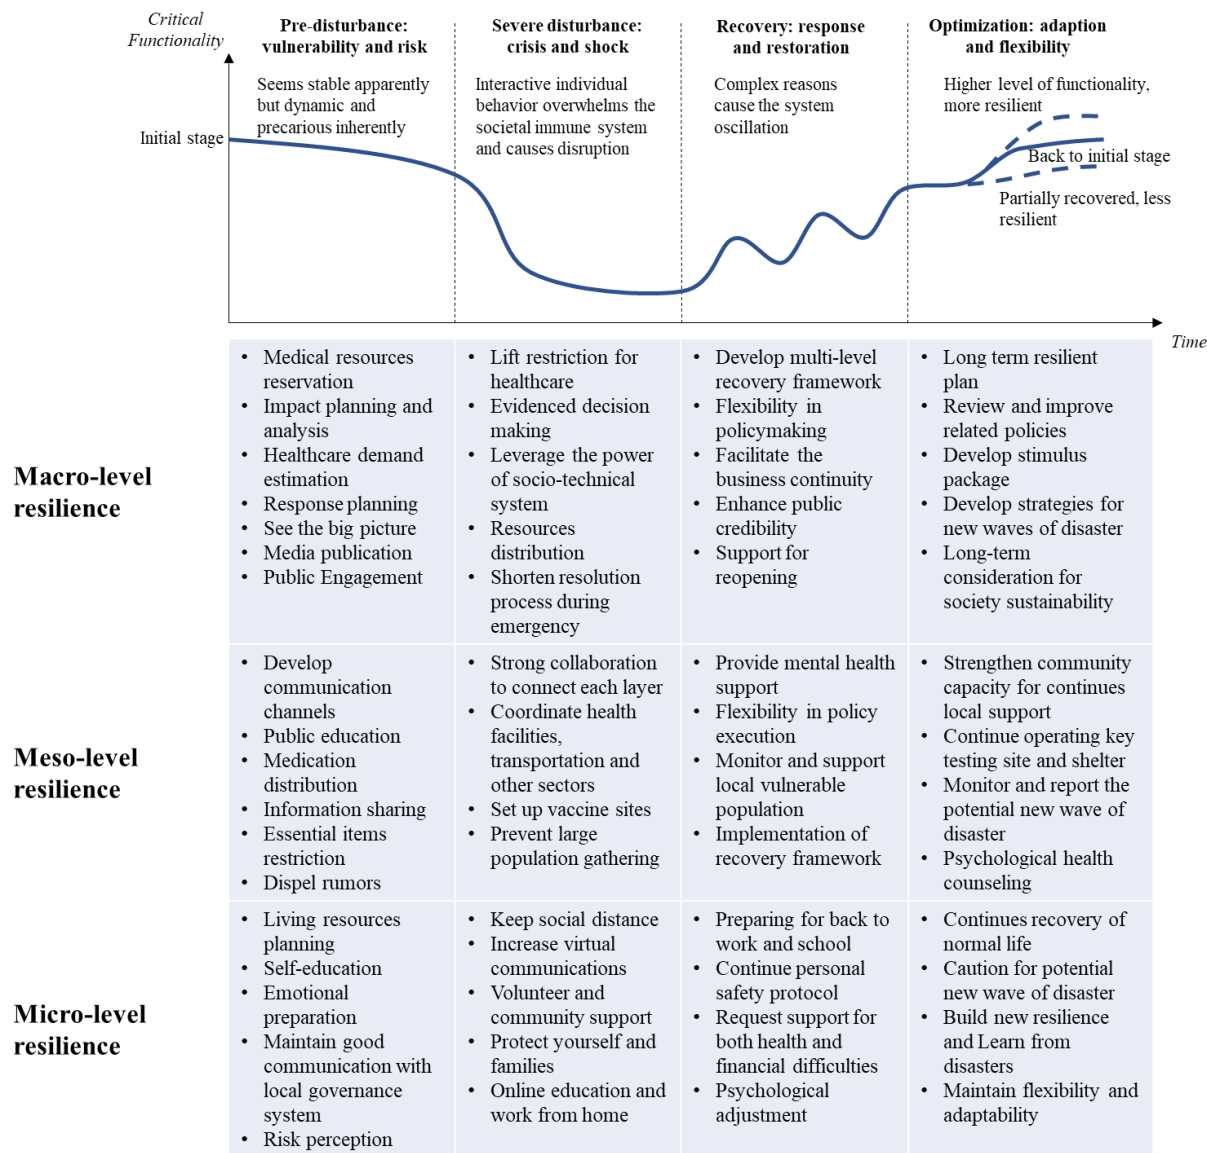 Critical
Functionality
Pre-disturbance:
vulnerability and risk
Severe disturbance:
crisis and shock
Recovery: response
and restoration
Optimization: adaption
and flexibility
Seems stable apparently
but dynamic and
precarious inherently
Interactive individual
behavior overwhelms the
societal immune system
and causes disruption
Complex reasons
cause the system
oscillation
Higher level of functionality,
more resilient
Initial stage
Back to initial stage
Partially recovered, less
resilient
Time
Macro-level
resilience
• Medical resources
reservation
• Impact planning and
analysis
• Healthcare demand
estimation
• Response planning
• See the big picture
• Media publication
• Public Engagement
• Lift restriction for
healthcare
• Evidenced decision
making
• Leverage the power
of socio-technical
system
• Resources
distribution
• Shorten resolution
process during
emergency
• Develop multi-level
recovery framework
• Flexibility in
policymaking
• Facilitate the
business continuity
• Enhance public
credibility
• Support for
reopening
• Long term resilient
plan
• Review and improve
related policies
• Develop stimulus
package
• Develop strategies for
new waves of disaster
• Long-term
consideration for
society sustainability
Meso-level
resilience
• Develop
communication
channels
• Public education
• Medication
distribution
• Information sharing
• Essential items
restriction
• Dispel rumors
• Strong collaboration
to connect each layer
• Coordinate health
facilities,
transportation and
other sectors
• Set up vaccine sites
• Prevent large
population gathering
• Provide mental health
support
• Flexibility in policy
execution
• Monitor and support
local vulnerable
population
• Implementation of
recovery framework
• Strengthen community
capacity for continues
local support
• Continue operating key
testing site and shelter
• Monitor and report the
potential new wave of
disaster
• Psychological health
counseling
Micro-level
resilience
• Living resources
planning
• Self-education
• Emotional
preparation
• Maintain good
communication with
local governance
system
• Risk perception
• Keep social distance
• Increase virtual
communications
• Volunteer and
community support
• Protect yourself and
families
• Online education and
work from home
• Preparing for back to
work and school
• Continue personal
safety protocol
• Request support for
both health and
financial difficulties
• Psychological
adjustment
• Continues recovery of
normal life
• Caution for potential
new wave of disaster
• Build new resilience
and Learn from
disasters
• Maintain flexibility and
adaptability